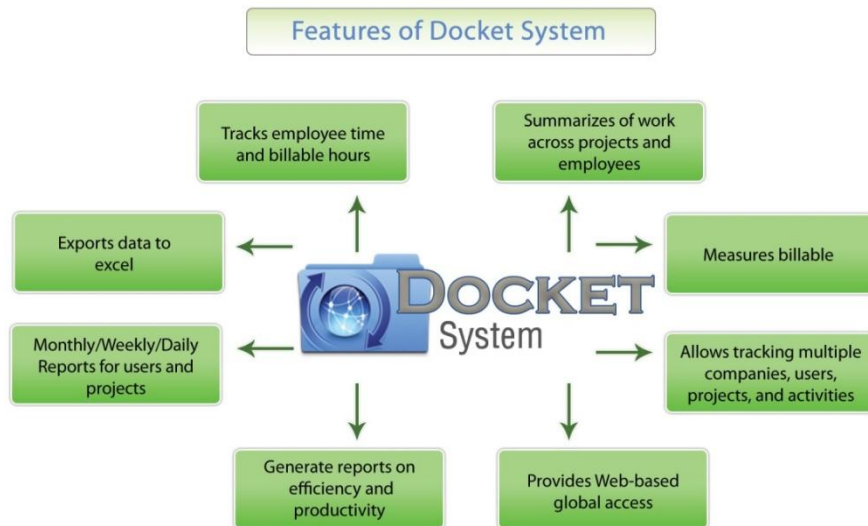 Features of Docket System
Tracks employee time
and billable hours
Summarizes of work
across projects and
employees
Exports data to
excel
Measures billable
DOCKET
System
Monthly/Weekly/Daily
Reports for users and
projects
Allows tracking multiple
companies, users,
projects, and activities
Generate reports on
efficiency and
productivity
Provides Web-based
global access